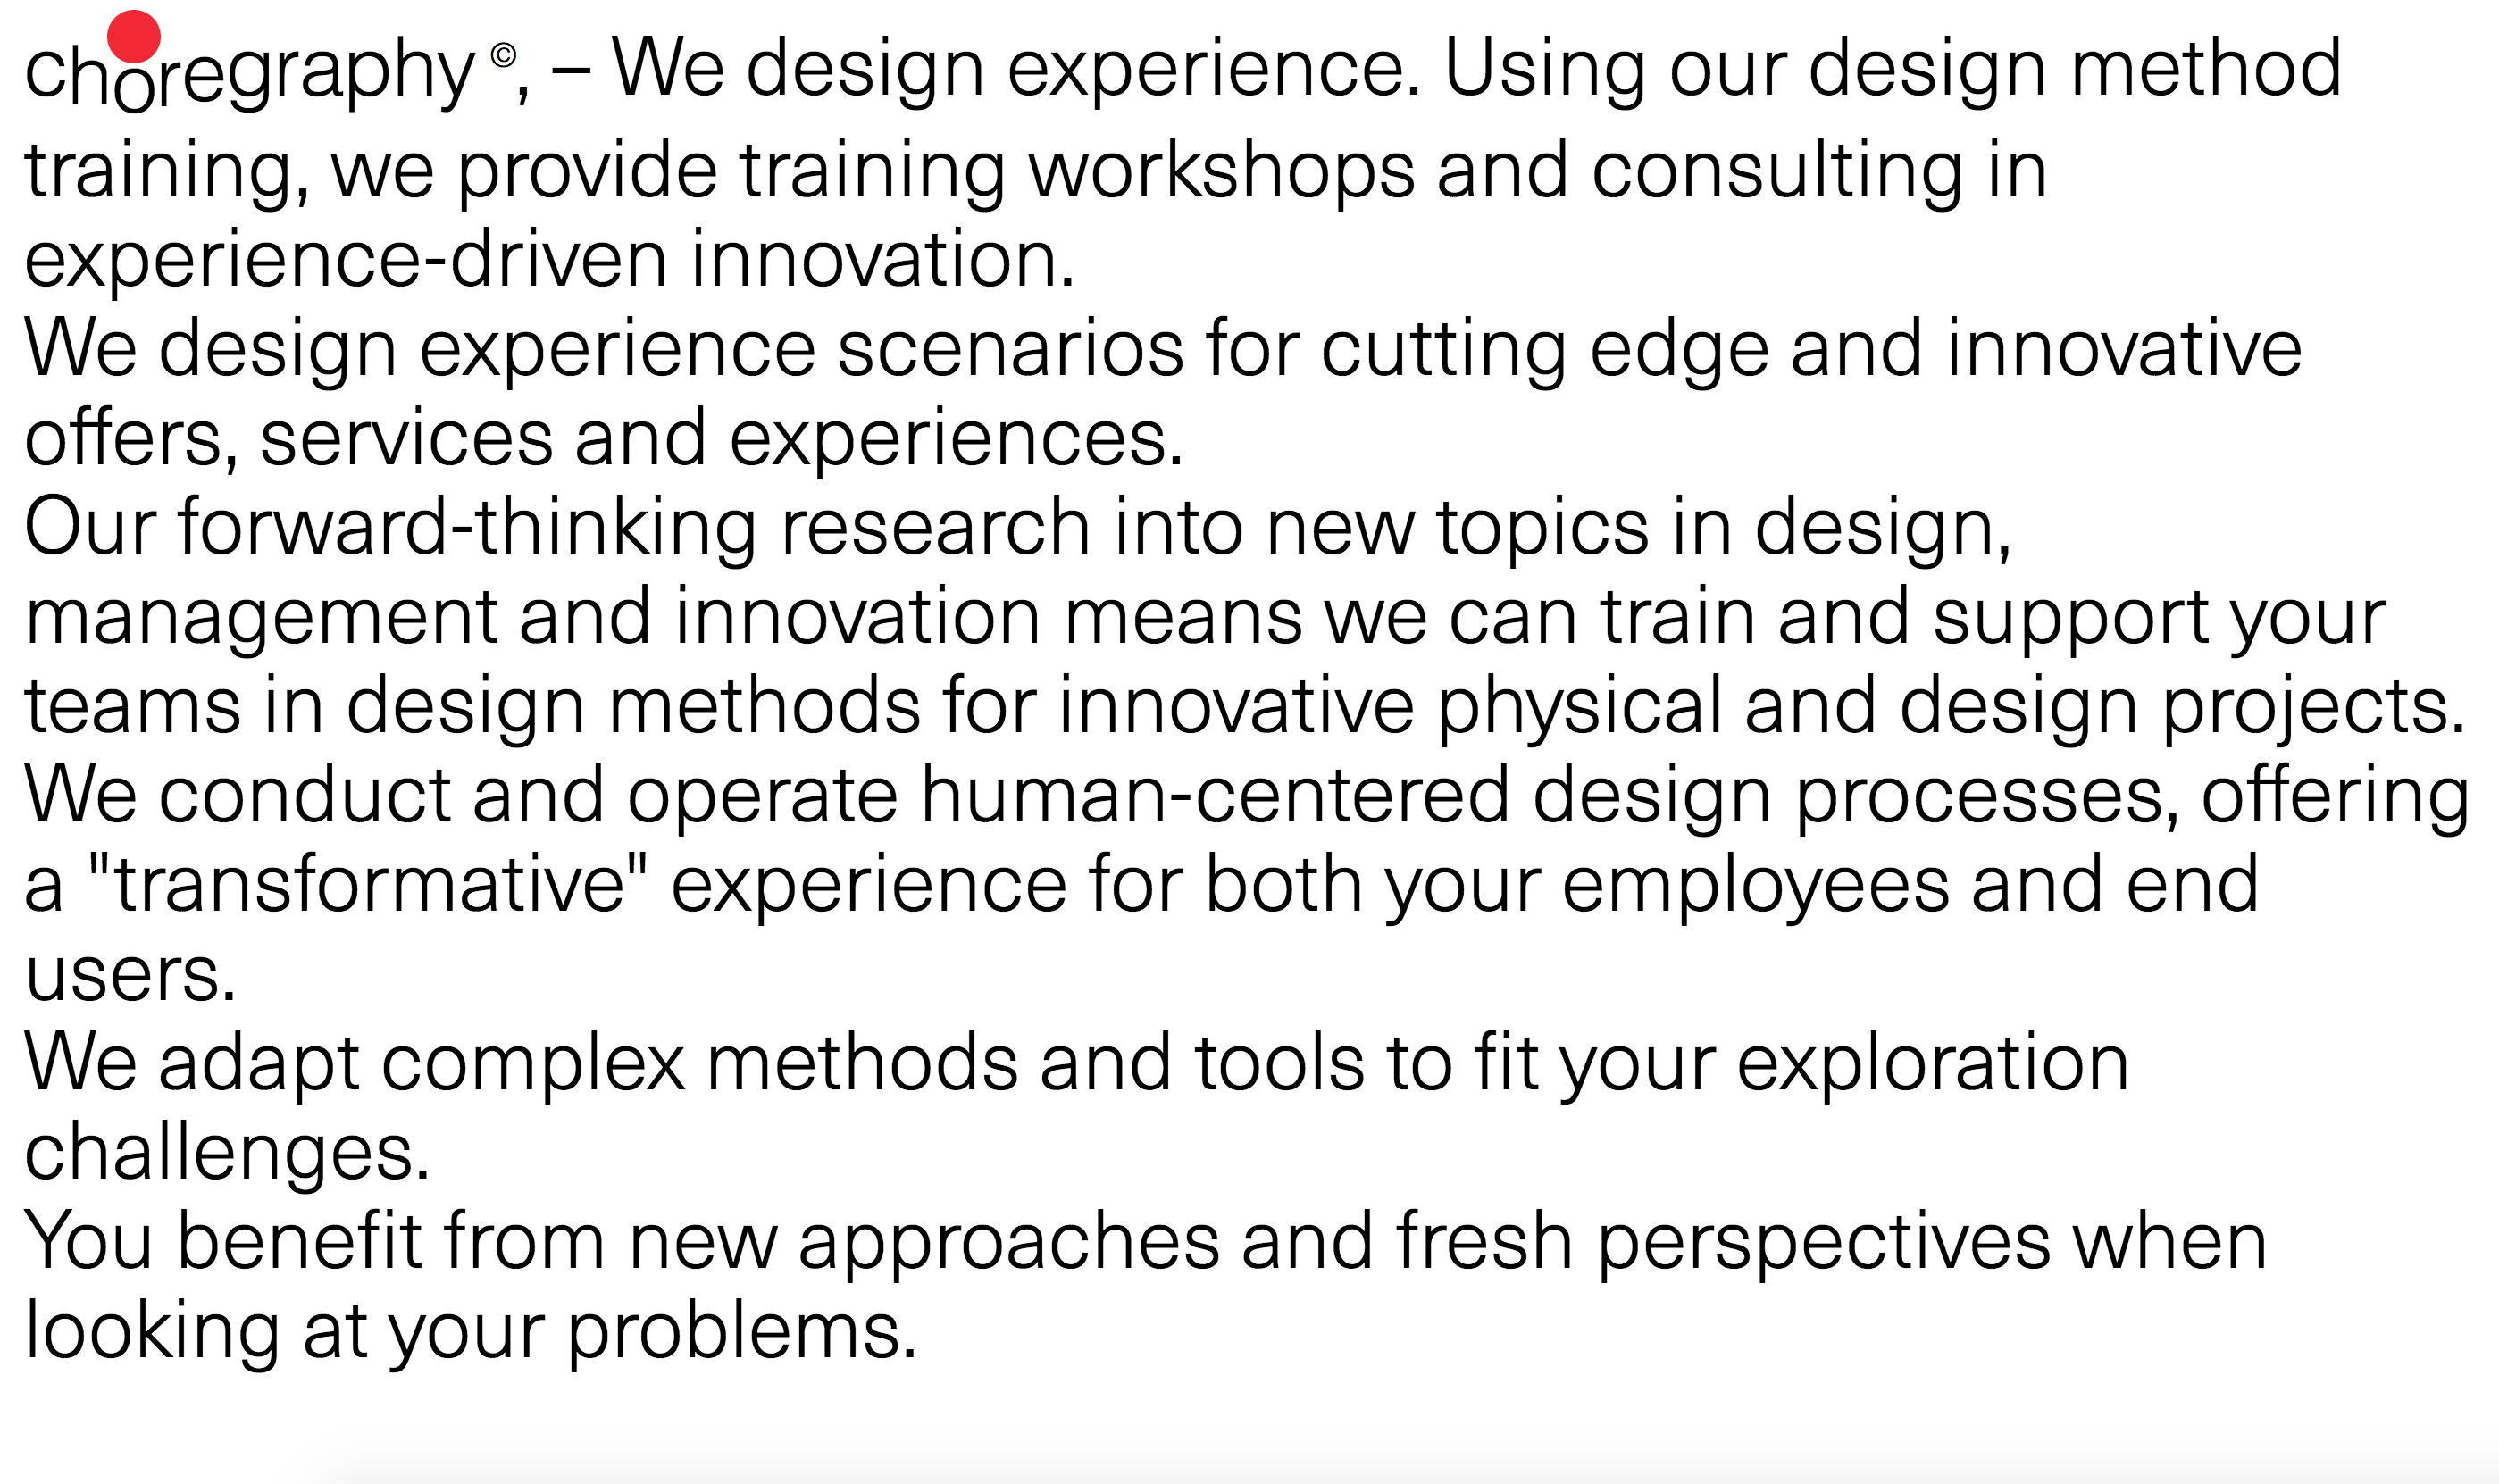 choregraphy ©, – We design experience. Using our design method
training, we provide training workshops and consulting in
experience-driven innovation.
We design experience scenarios for cutting edge and innovative
offers, services and experiences.
Our forward-thinking research into new topics in design,
management and innovation means we can train and support your
teams in design methods for innovative physical and design projects.
We conduct and operate human-centered design processes, offering
a "transformative" experience for both your employees and end
users.
We adapt complex methods and tools to fit your exploration
challenges.
You benefit from new approaches and fresh perspectives when
looking at your problems.